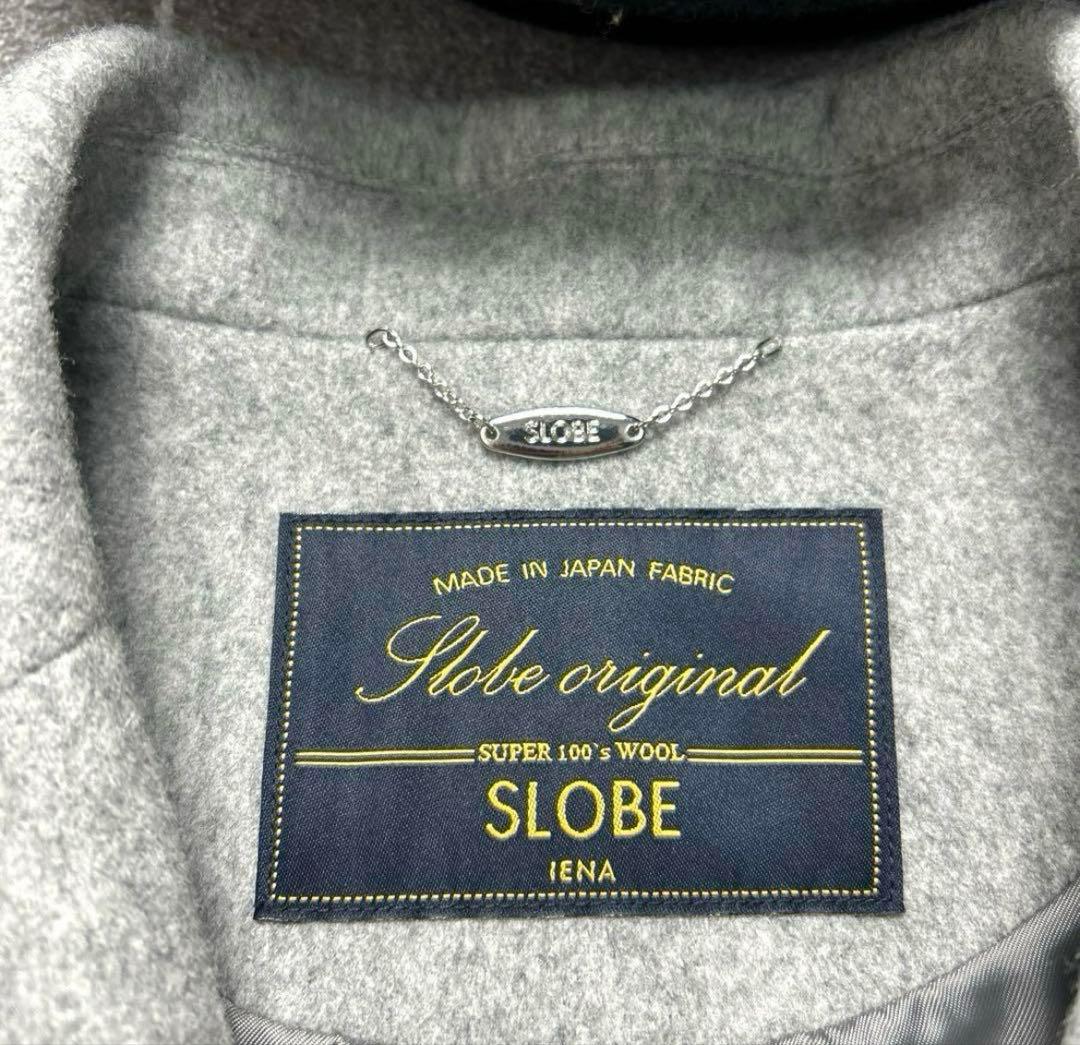 SLOBE
MADE IN JAPAN FABRIC
Slobe original
SUPER 100's WOOL
SLOBE
IENA